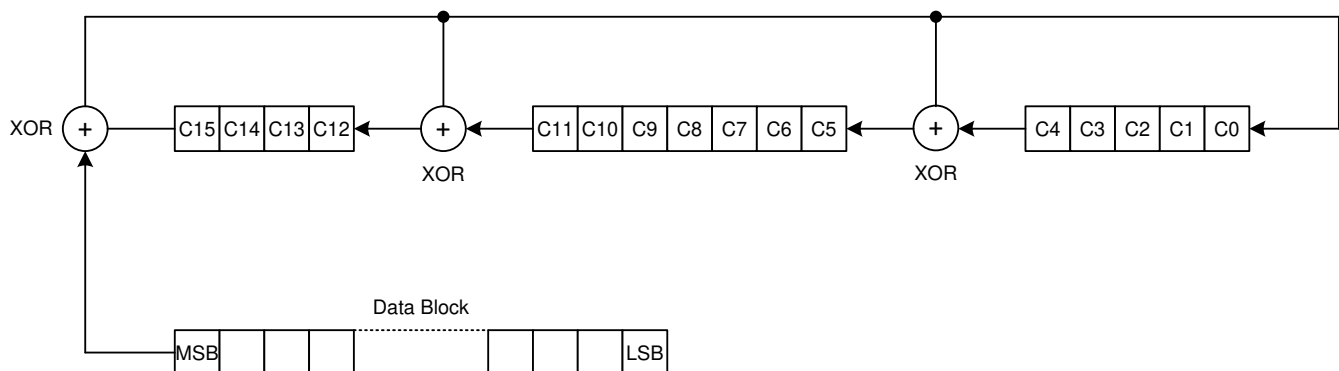 XOR + C15 C14 C13 C12 + C11 C10 C9 C8 C7 C6 C5 + C4 C3 C2 C1 C0
XOR XOR
Data Block
MSB LSB